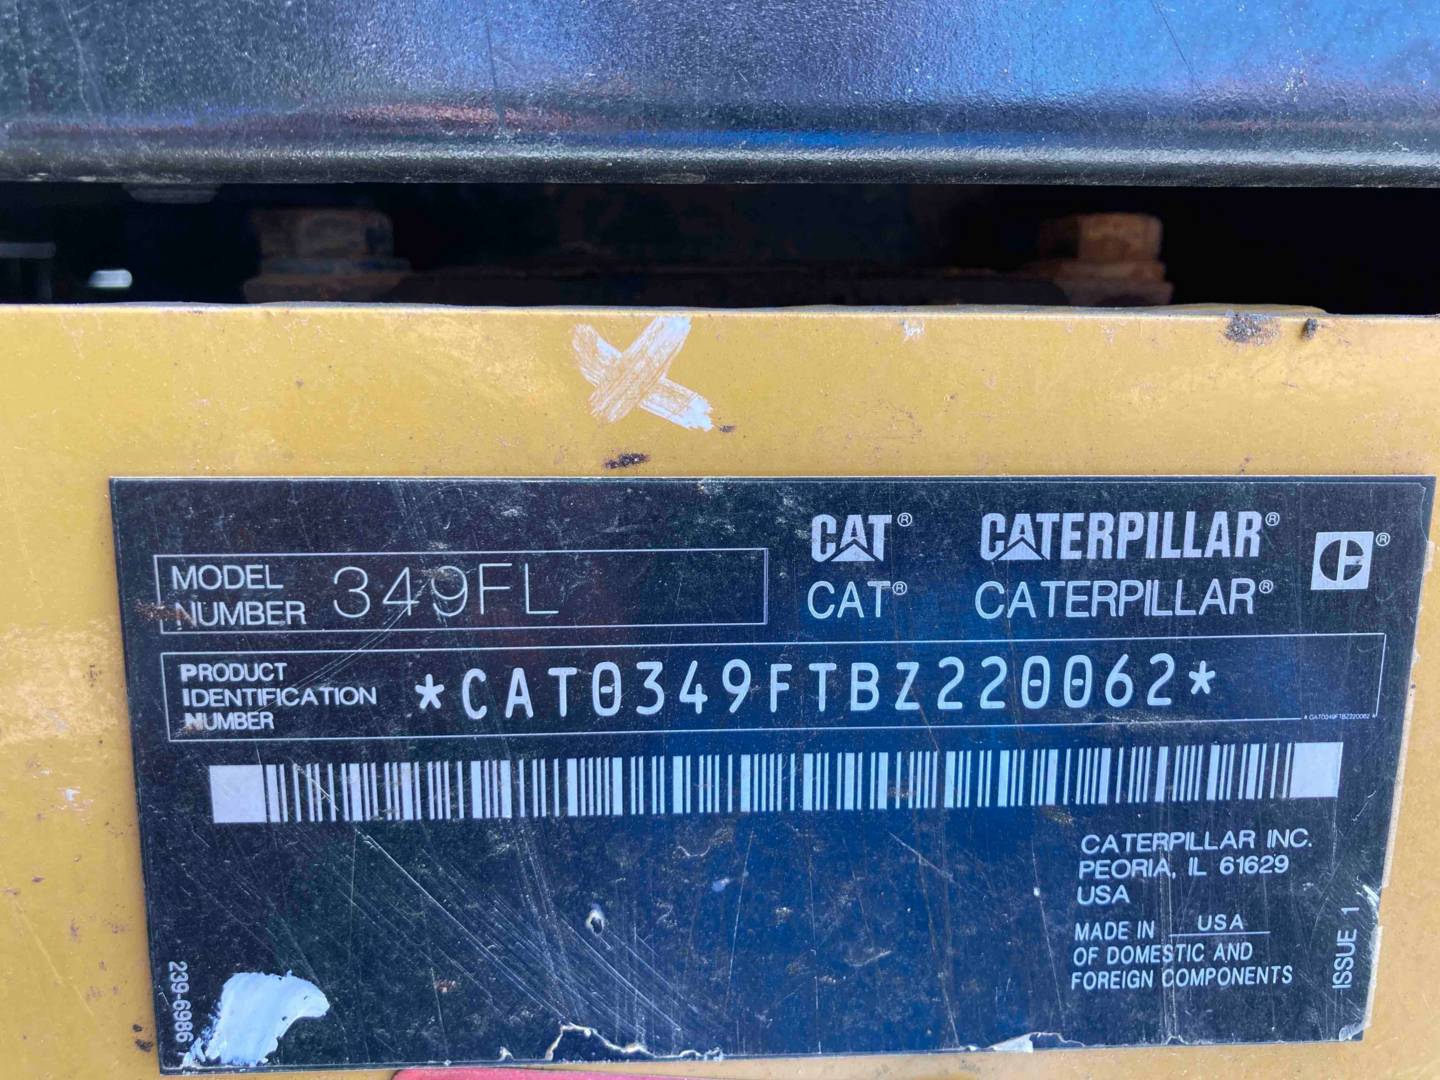 CAT® CATERPILLAR®
CAT® CATERPILLAR®
MODEL NUMBER 349FL
PRODUCT IDENTIFICATION NUMBER *CAT0349FTBZ220062*
*CAT0349FTBZ220062*
CATERPILLAR INC.
PEORIA, IL 61629
USA
MADE IN USA
OF DOMESTIC AND
FOREIGN COMPONENTS
ISSUE 1
239-6986